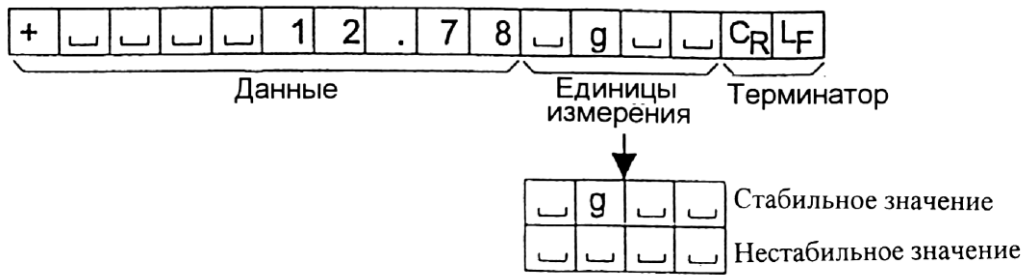 + ⎵ ⎵ ⎵ ⎵ 1 2 . 7 8 ⎵ g ⎵ ⎵ CR LF
Данные
Единицы измерения
Терминатор
⎵ g ⎵ ⎵ Стабильное значение
⎵ ⎵ ⎵ ⎵ Нестабильное значение